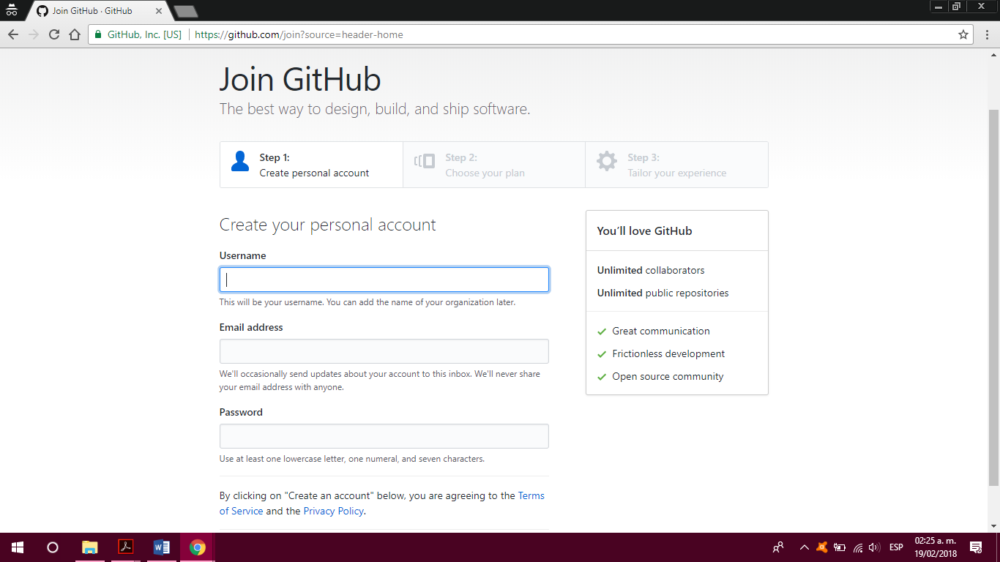 Join GitHub · GitHub
GitHub, Inc. [US] https://github.com/join?source=header-home
Join GitHub
The best way to design, build, and ship software.
Step 1:
Create personal account
Step 2:
Choose your plan
Step 3:
Tailor your experience
Create your personal account
Username
This will be your username. You can add the name of your organization later.
Email address
We'll occasionally send updates about your account to this inbox. We'll never share
your email address with anyone.
Password
Use at least one lowercase letter, one numeral, and seven characters.
By clicking on "Create an account" below, you are agreeing to the Terms
of Service and the Privacy Policy.
You'll love GitHub
Unlimited collaborators
Unlimited public repositories
Great communication
Frictionless development
Open source community
ESP
02:25 a. m.
19/02/2018